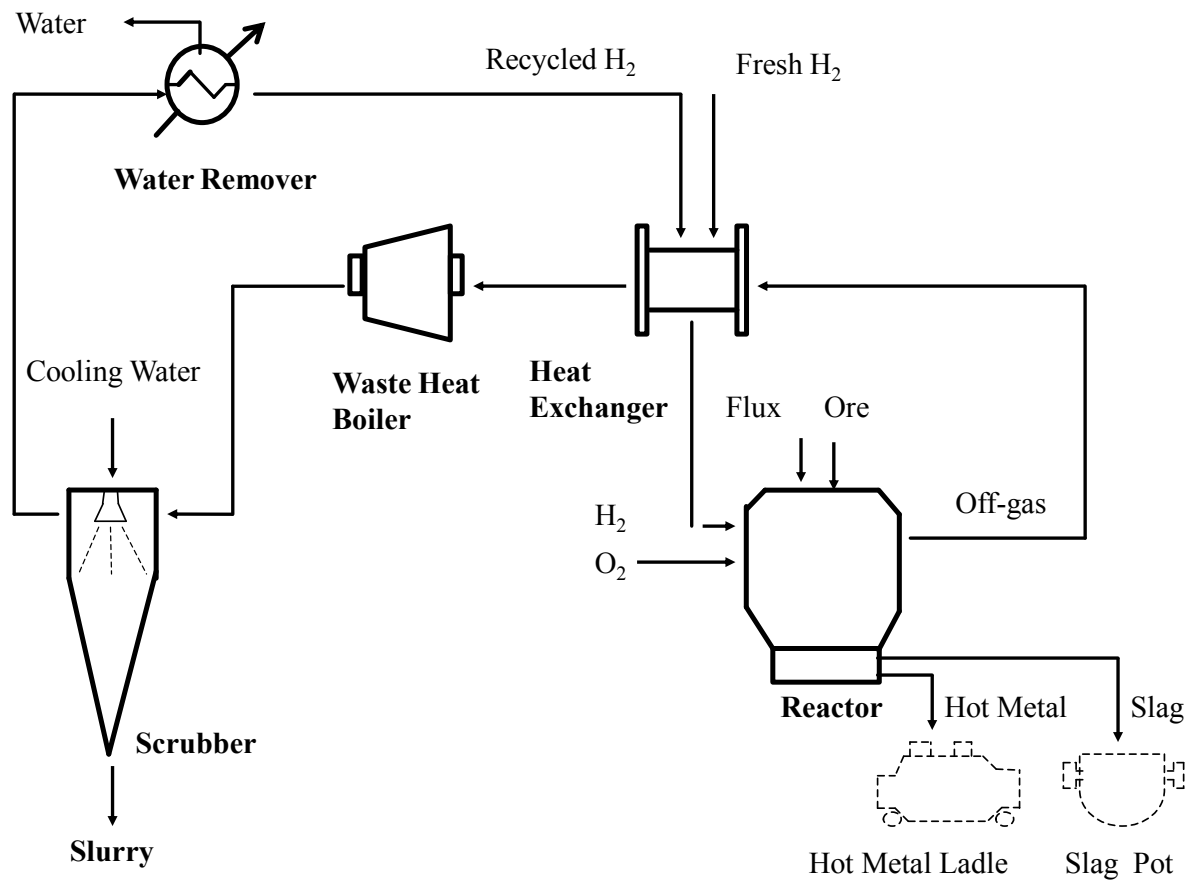 Water
Recycled H₂
Fresh H₂
Water Remover
Cooling Water
Waste Heat
Boiler
Heat
Exchanger
Flux
Ore
Off-gas
H₂
O₂
Reactor
Hot Metal
Slag
Scrubber
Slurry
Hot Metal Ladle
Slag Pot